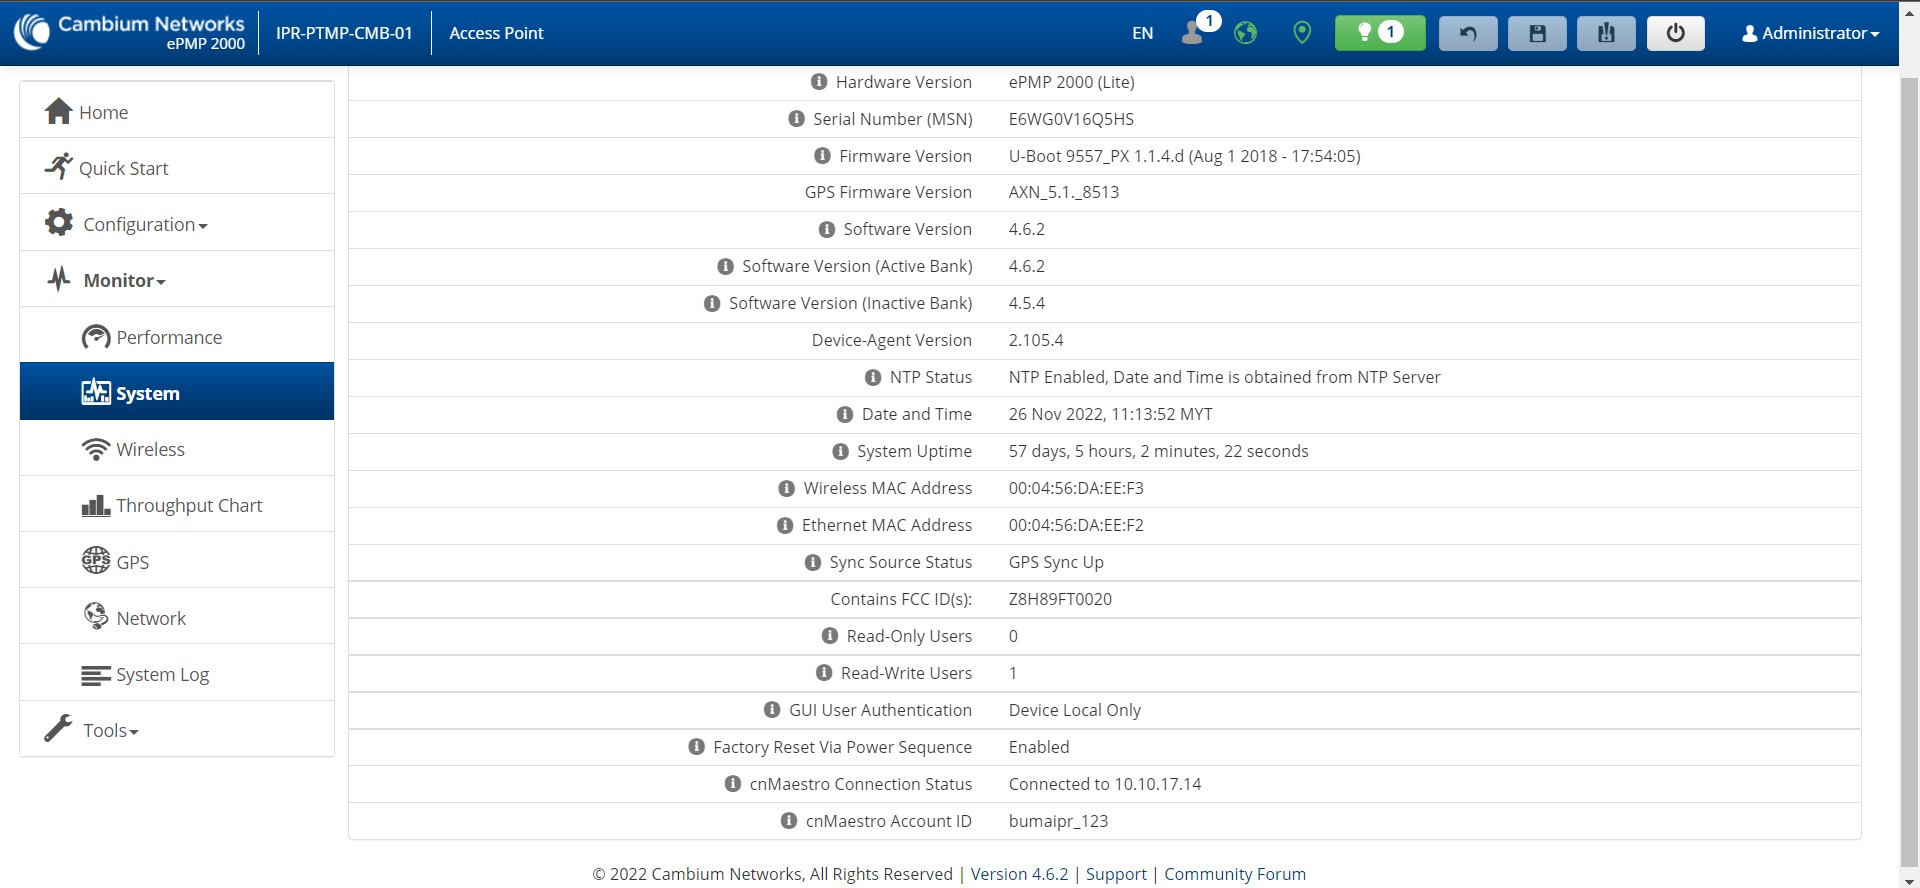 Cambium Networks
ePMP 2000
IPR-PTMP-CMB-01
Access Point
EN
1
1
Administrator
Home
Quick Start
Configuration
Monitor
Performance
System
Wireless
Throughput Chart
GPS
GPS
Network
System Log
Tools
Hardware Version ePMP 2000 (Lite)
Serial Number (MSN) E6WG0V16Q5HS
Firmware Version U-Boot 9557_PX 1.1.4.d (Aug 1 2018 - 17:54:05)
GPS Firmware Version AXN_5.1._8513
Software Version 4.6.2
Software Version (Active Bank) 4.6.2
Software Version (Inactive Bank) 4.5.4
Device-Agent Version 2.105.4
NTP Status NTP Enabled, Date and Time is obtained from NTP Server
Date and Time 26 Nov 2022, 11:13:52 MYT
System Uptime 57 days, 5 hours, 2 minutes, 22 seconds
Wireless MAC Address 00:04:56:DA:EE:F3
Ethernet MAC Address 00:04:56:DA:EE:F2
Sync Source Status GPS Sync Up
Contains FCC ID(s): Z8H89FT0020
Read-Only Users 0
Read-Write Users 1
GUI User Authentication Device Local Only
Factory Reset Via Power Sequence Enabled
cnMaestro Connection Status Connected to 10.10.17.14
cnMaestro Account ID bumaipr_123
© 2022 Cambium Networks, All Rights Reserved | Version 4.6.2 | Support | Community Forum